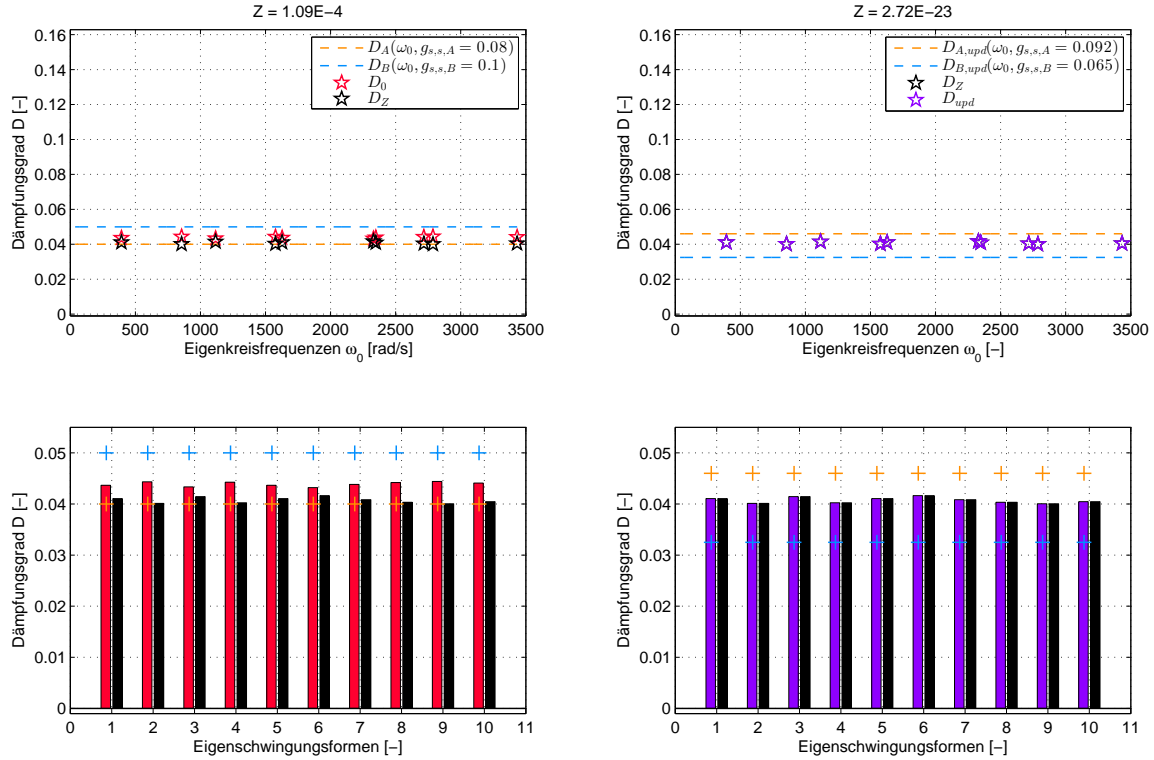 Z = 1.09E−4
0.16
0.14
0.12
0.1
0.08
0.06
0.04
0.02
0
Dämpfungsgrad D [−]
D_A(ω_0, g_{s,s,A} = 0.08)
D_B(ω_0, g_{s,s,B} = 0.1)
D_0
D_Z
0 500 1000 1500 2000 2500 3000 3500
Eigenkreisfrequenzen ω_0 [rad/s]
Z = 2.72E−23
0.16
0.14
0.12
0.1
0.08
0.06
0.04
0.02
0
Dämpfungsgrad D [−]
D_{A,upd}(ω_0, g_{s,s,A} = 0.092)
D_{B,upd}(ω_0, g_{s,s,B} = 0.065)
D_Z
D_{upd}
0 500 1000 1500 2000 2500 3000 3500
Eigenkreisfrequenzen ω_0 [−]
0.05
0.04
0.03
0.02
0.01
0
Dämpfungsgrad D [−]
0 1 2 3 4 5 6 7 8 9 10 11
Eigenschwingungsformen [−]
0.05
0.04
0.03
0.02
0.01
0
Dämpfungsgrad D [−]
0 1 2 3 4 5 6 7 8 9 10 11
Eigenschwingungsformen [−]